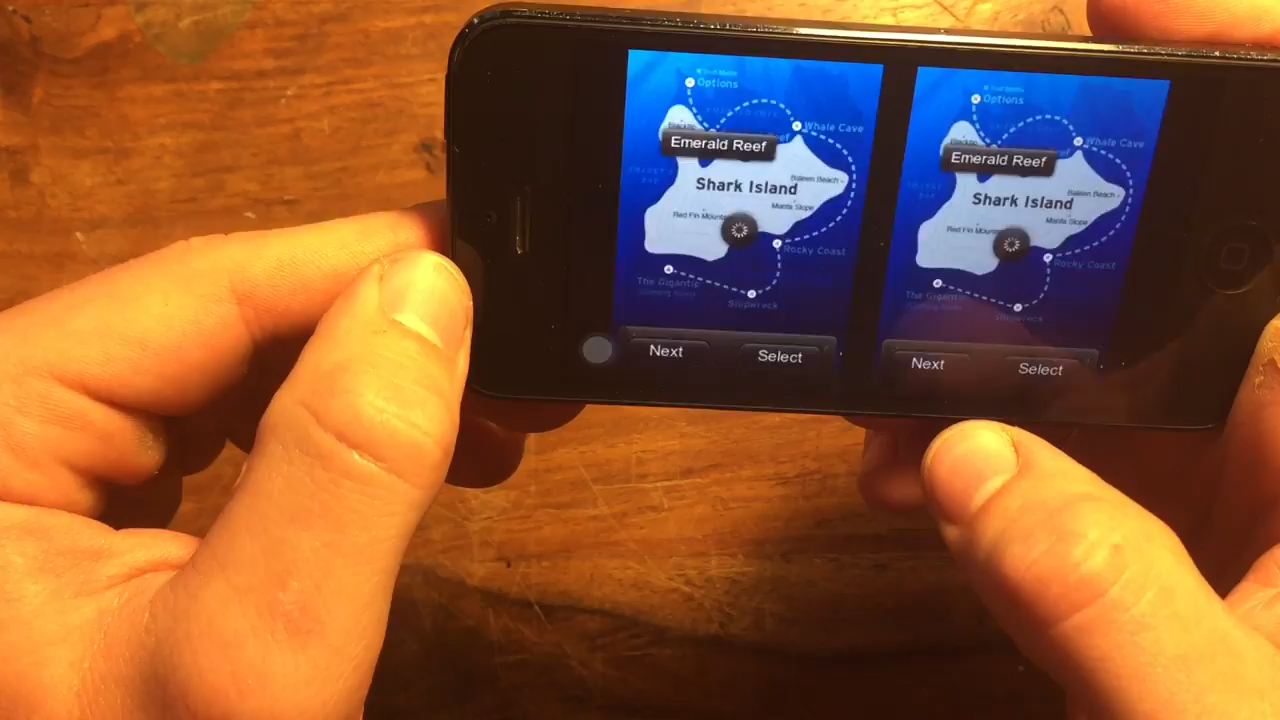 Options
Whale Cave
Emerald Reef
Shark Island
Baleen Beach
Manta Slope
Red Fin Mount
Rocky Coast
The Gigantic
Shipwreck
Next
Select
Options
Whale Cave
Emerald Reef
Shark Island
Baleen Beach
Manta Slope
Red Fin Mount
Rocky Coast
The Gigantic
Shipwreck
Next
Select